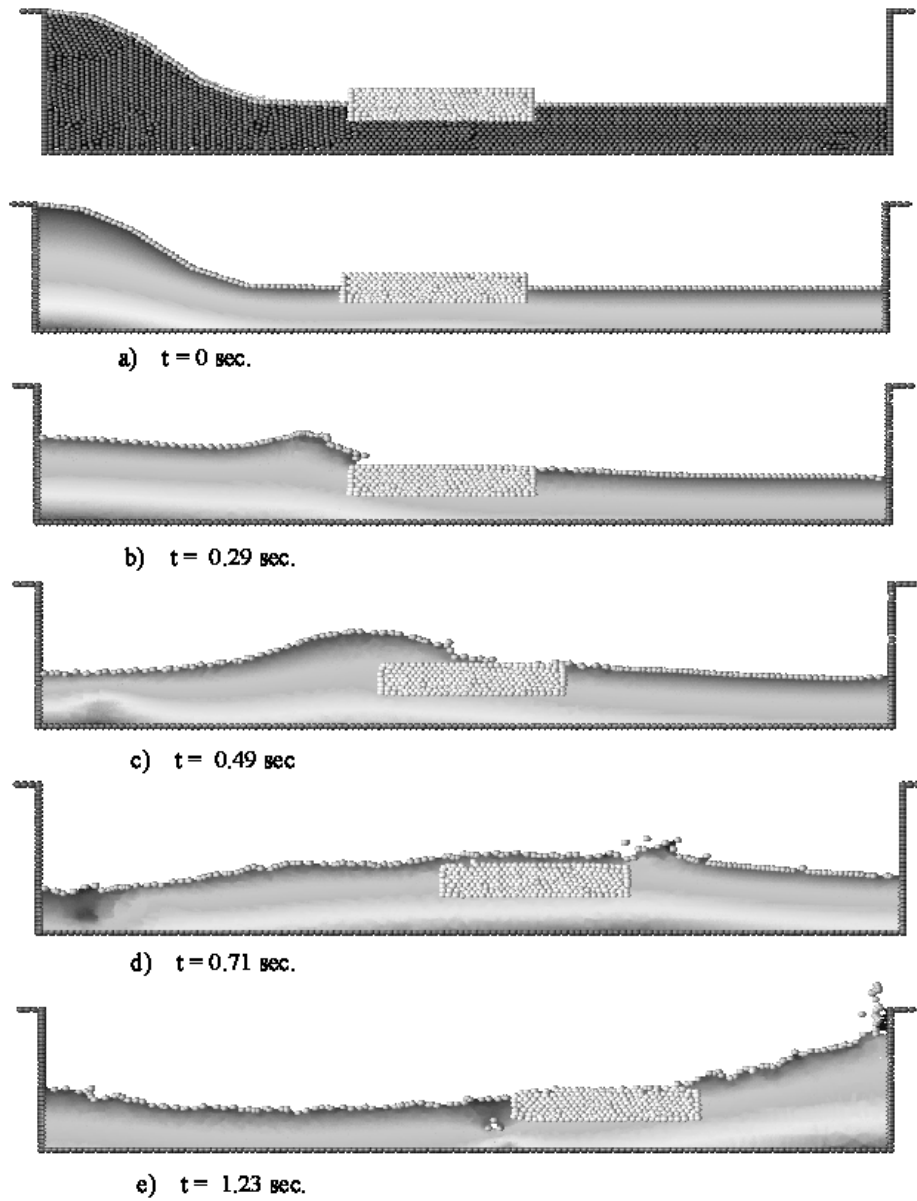 a) t = 0 sec.
b) t = 0.29 sec.
c) t = 0.49 sec
d) t = 0.71 sec.
e) t = 1.23 sec.